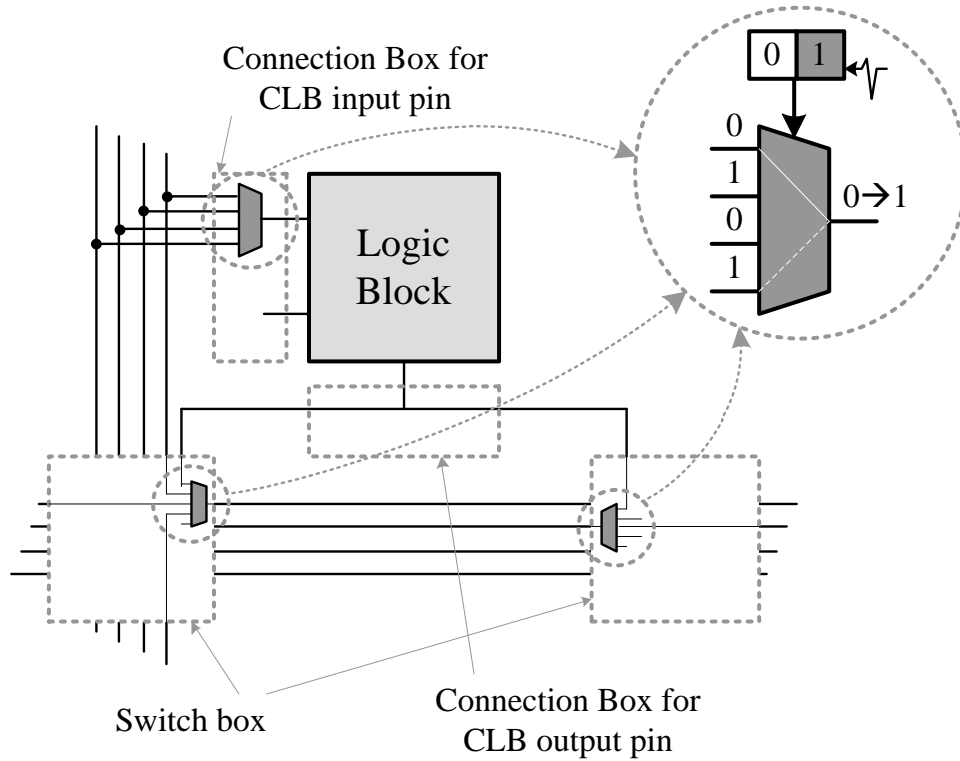 Connection Box for
CLB input pin
0 1
0
1
0
1
0→1
Logic
Block
Switch box
Connection Box for
CLB output pin